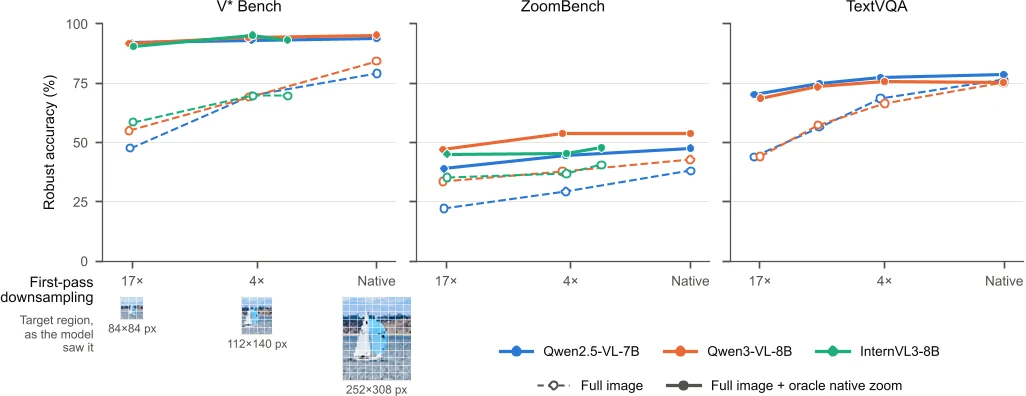 V* Bench
ZoomBench
TextVQA
Robust accuracy (%)
100
75
50
25
0
17×
4×
Native
17×
4×
Native
17×
4×
Native
First-pass
downsampling
Target region,
as the model
saw it
84×84 px
112×140 px
252×308 px
Qwen2.5-VL-7B
Qwen3-VL-8B
InternVL3-8B
Full image
Full image + oracle native zoom